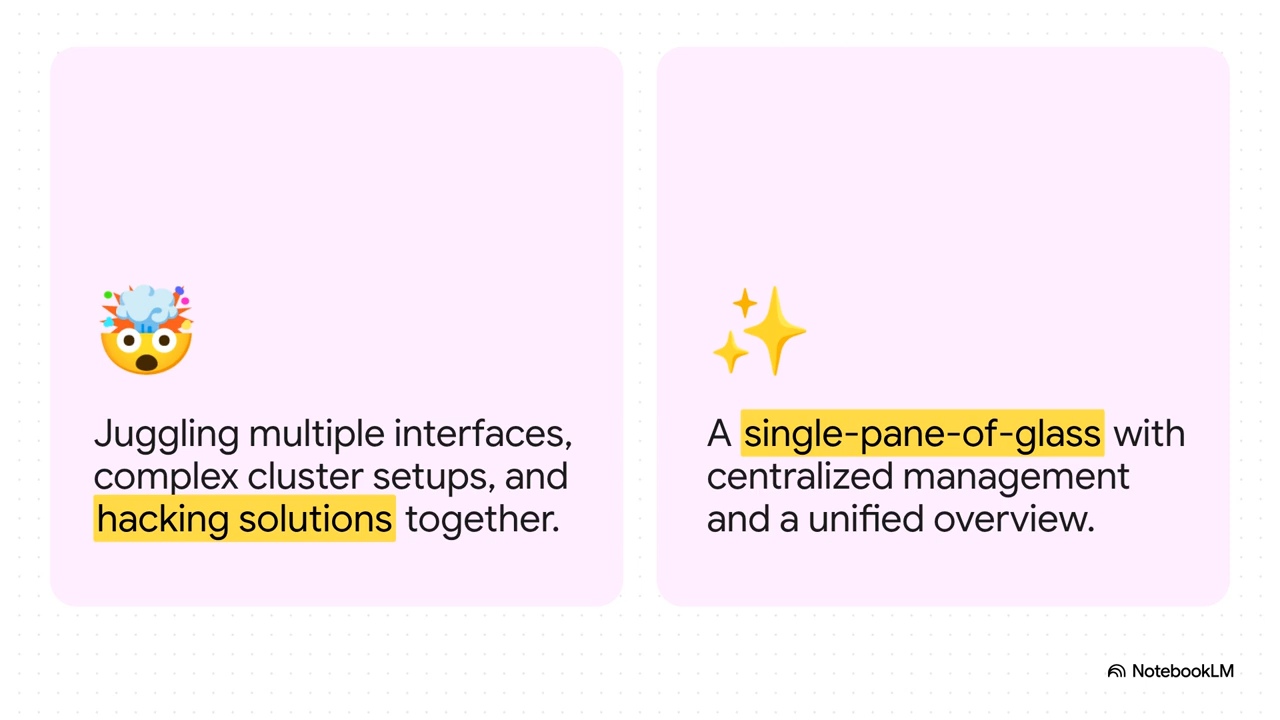 Juggling multiple interfaces,
complex cluster setups, and
hacking solutions together.
A single-pane-of-glass with
centralized management
and a unified overview.
NotebookLM